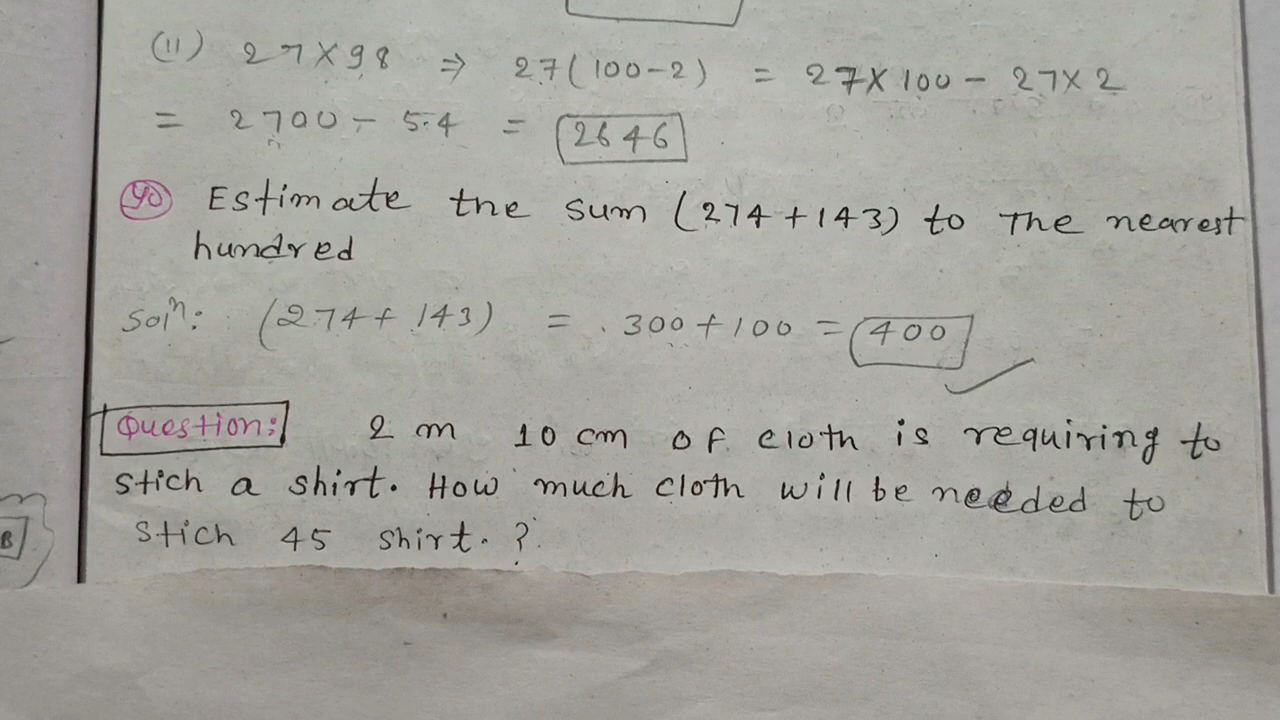 (11) 27×98 ⇒ 27(100-2) = 27×100 - 27×2
= 2700 - 54 = 2646
40 Estimate the sum (274+143) to The nearest
hundred
Solⁿ: (274+143) = 300+100 = 400 ✓
Question: 2 m 10 cm of cloth is requiring to
stich a shirt. How much cloth will be needed to
stich 45 shirt. ?
B